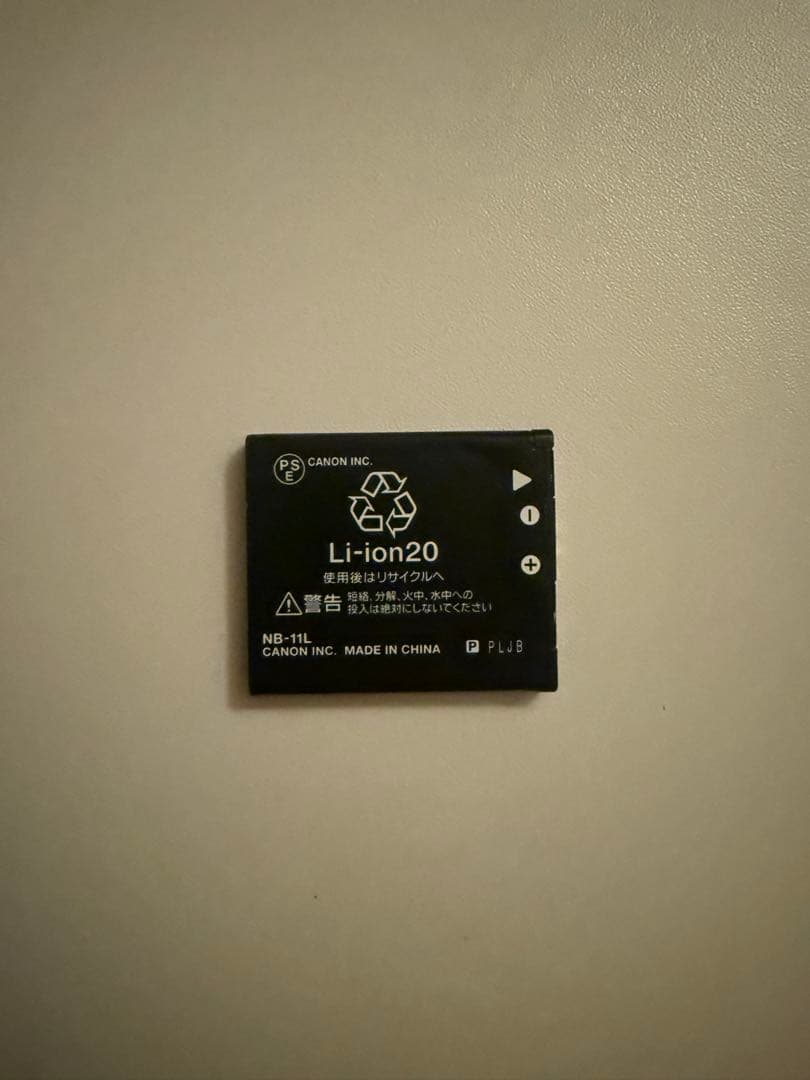 PSE CANON INC.
Li-ion20
使用後はリサイクルへ
警告 短絡、分解、火中、水中への
投入は絶対にしないでください
NB-11L
CANON INC. MADE IN CHINA P PLJB